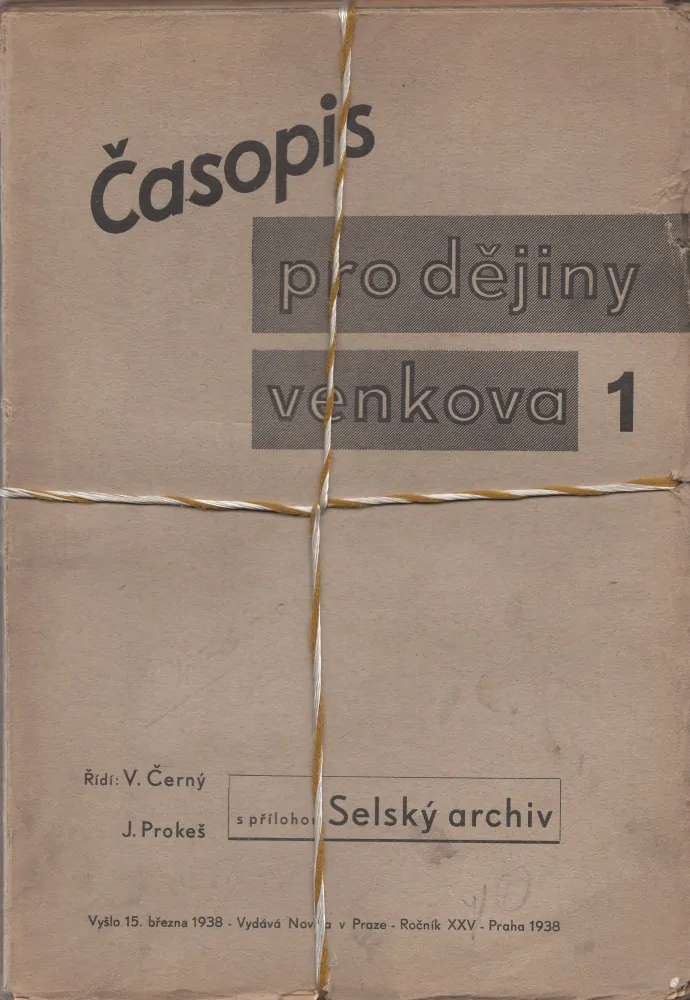 Časopis
pro dějiny
venkova 1
Řídí: V. Černý
J. Prokeš
s přílohou Selský archiv
Vyšlo 15. března 1938 - Vydává v Praze - Ročník XXV - Praha 1938